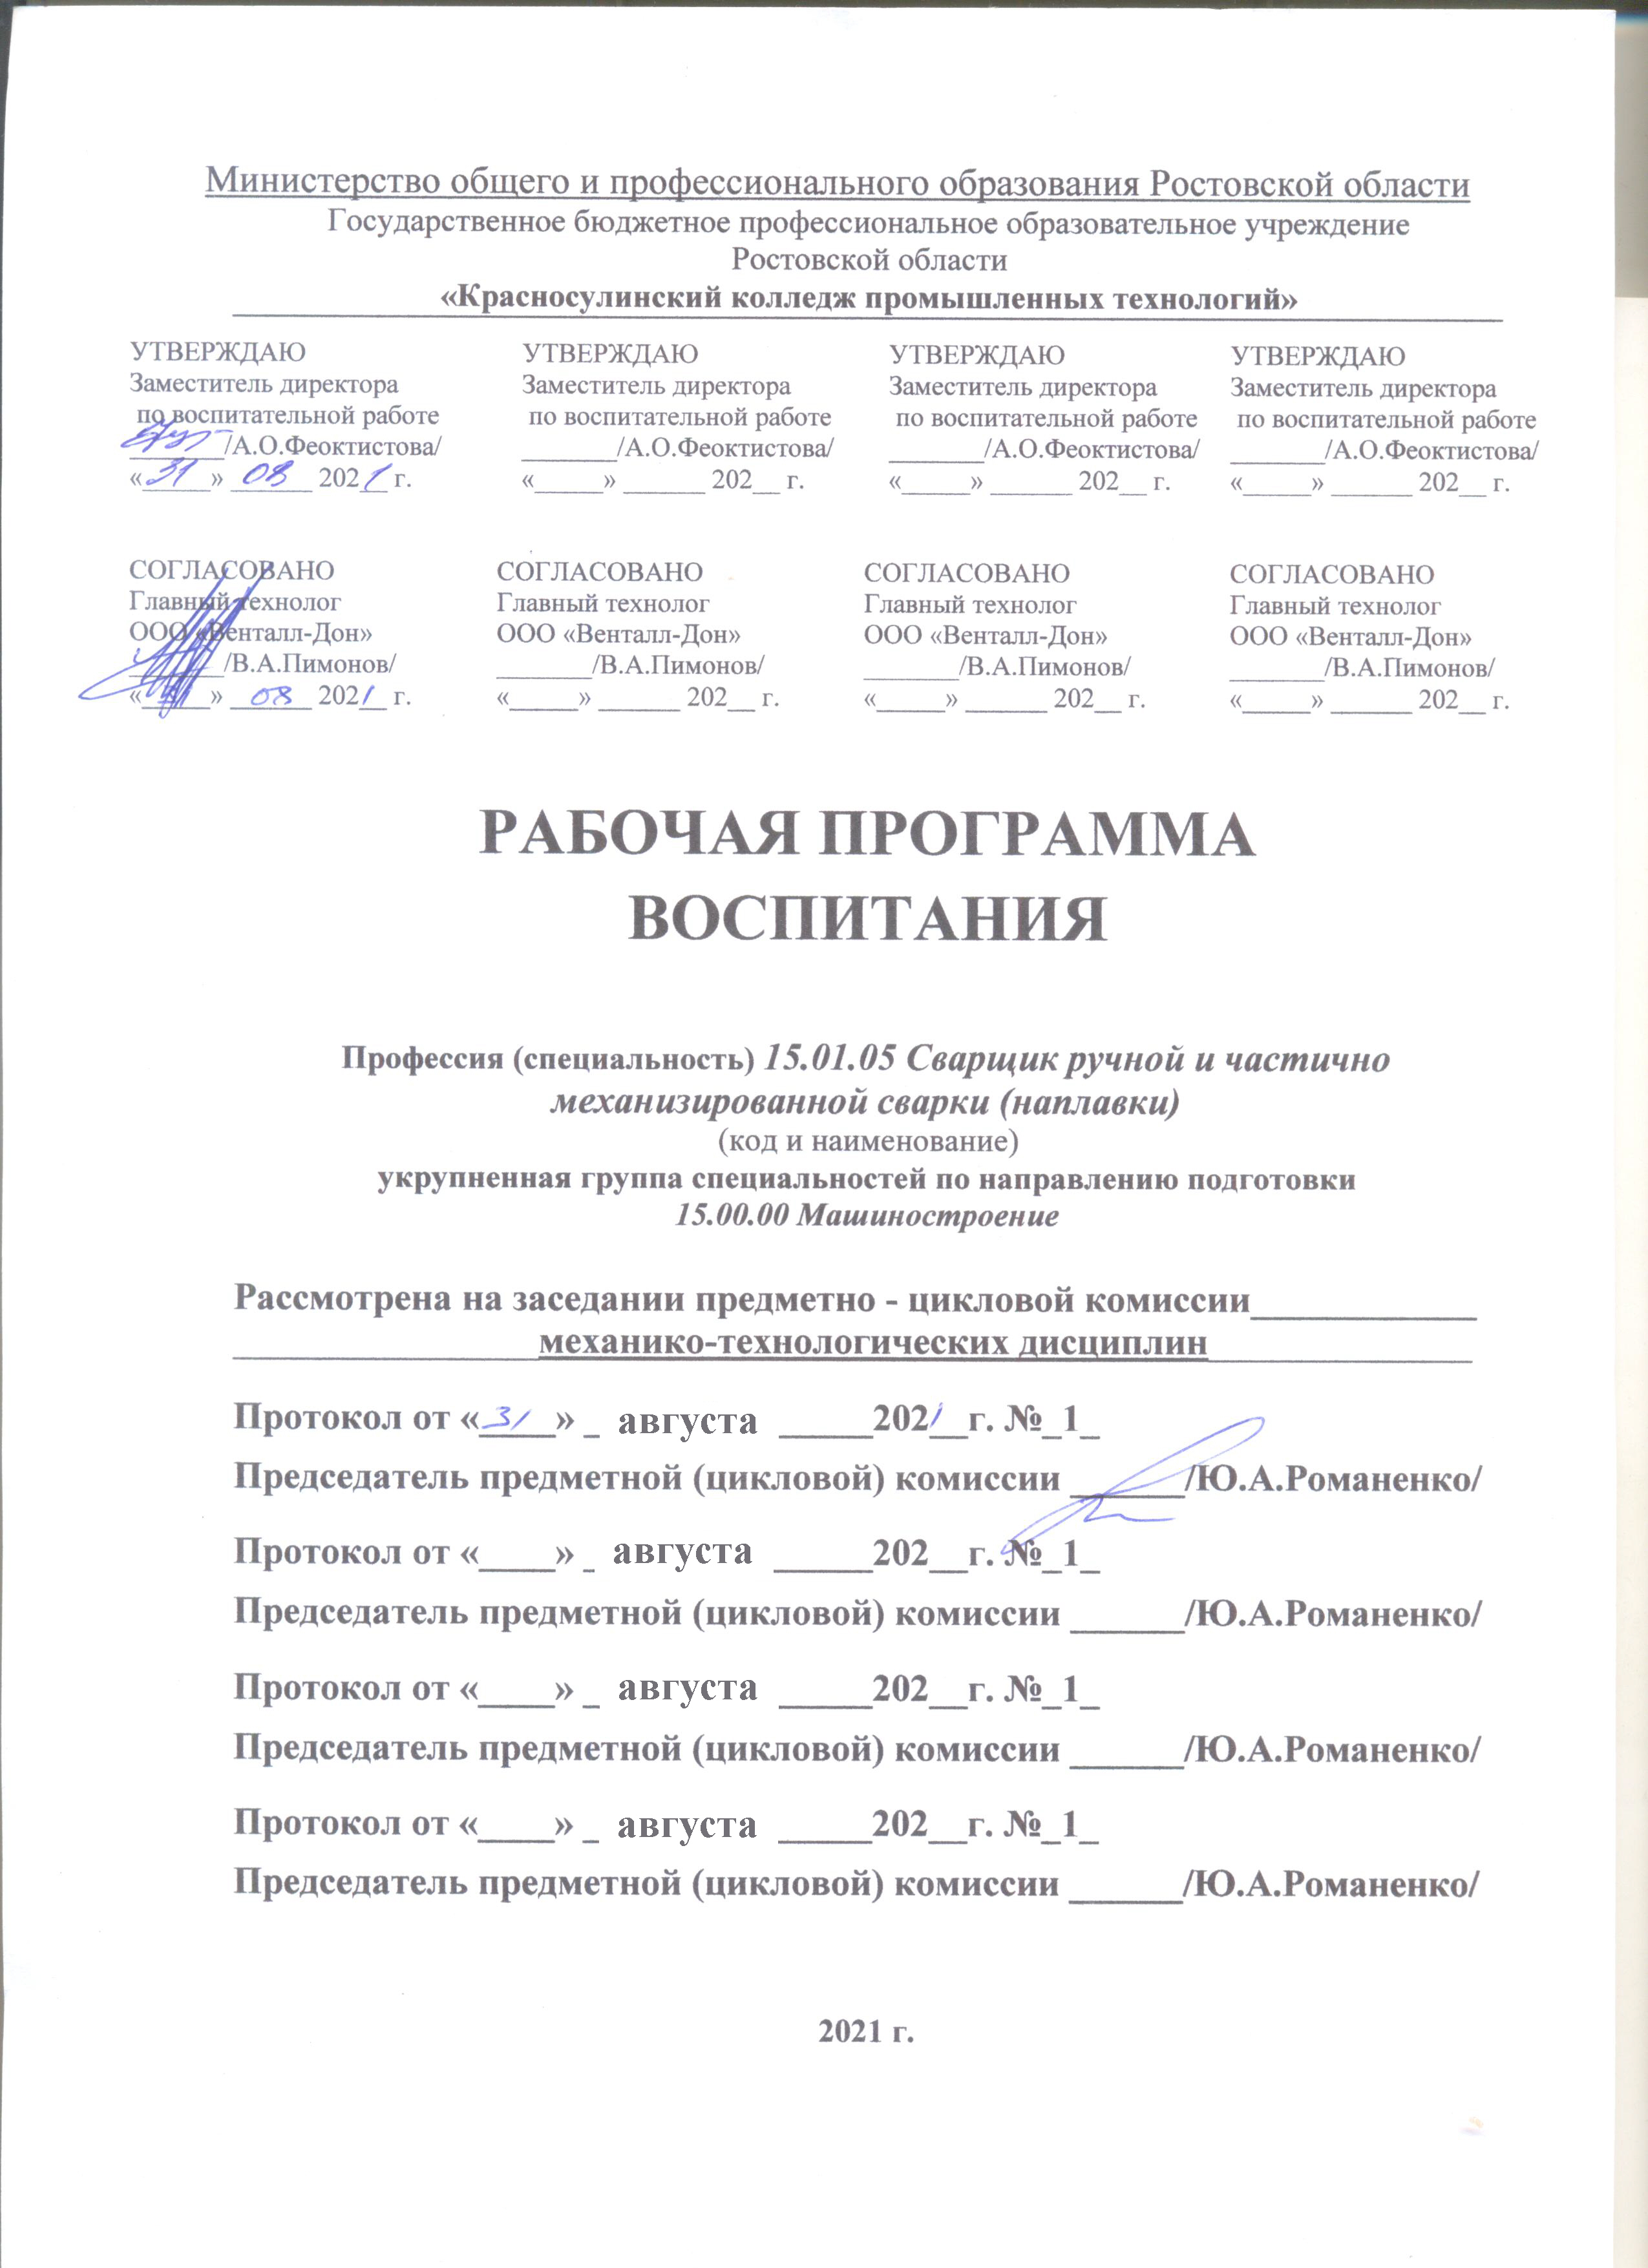 Министерство общего и профессионального образования Ростовской области
Государственное бюджетное профессиональное образовательное учреждение
Ростовской области
«Красносулинский колледж промышленных технологий»
УТВЕРЖДАЮ УТВЕРЖДАЮ УТВЕРЖДАЮ УТВЕРЖДАЮ
Заместитель директора Заместитель директора Заместитель директора Заместитель директора
по воспитательной работе по воспитательной работе по воспитательной работе по воспитательной работе
_______/А.О.Феоктистова/ _______/А.О.Феоктистова/ _______/А.О.Феоктистова/ _______/А.О.Феоктистова/
«31» 08 2021 г. «_____» ______ 202__ г. «_____» ______ 202__ г. «_____» ______ 202__ г.
СОГЛАСОВАНО СОГЛАСОВАНО СОГЛАСОВАНО СОГЛАСОВАНО
Главный технолог Главный технолог Главный технолог Главный технолог
ООО «Венталл-Дон» ООО «Венталл-Дон» ООО «Венталл-Дон» ООО «Венталл-Дон»
_______/В.А.Пимонов/ _______/В.А.Пимонов/ _______/В.А.Пимонов/ _______/В.А.Пимонов/
«31» 08 2021 г. «_____» ______ 202__ г. «_____» ______ 202__ г. «_____» ______ 202__ г.
РАБОЧАЯ ПРОГРАММА
ВОСПИТАНИЯ
Профессия (специальность) 15.01.05 Сварщик ручной и частично
механизированной сварки (наплавки)
(код и наименование)
укрупненная группа специальностей по направлению подготовки
15.00.00 Машиностроение
Рассмотрена на заседании предметно - цикловой комиссии____________
механико-технологических дисциплин
Протокол от «31» _ августа _____2021 г. №_1_
Председатель предметной (цикловой) комиссии ______/Ю.А.Романенко/
Протокол от «____» _ августа _____202__г. №_1_
Председатель предметной (цикловой) комиссии ______/Ю.А.Романенко/
Протокол от «____» _ августа _____202__г. №_1_
Председатель предметной (цикловой) комиссии ______/Ю.А.Романенко/
Протокол от «____» _ августа _____202__г. №_1_
Председатель предметной (цикловой) комиссии ______/Ю.А.Романенко/
2021 г.